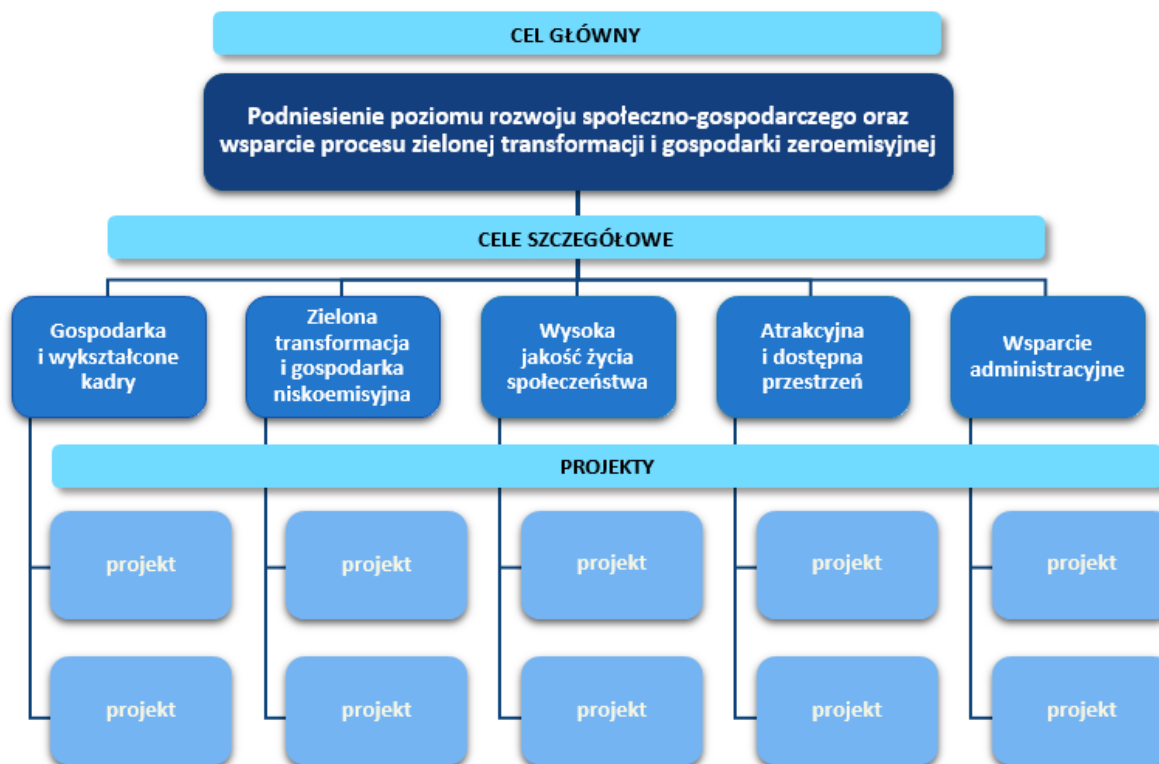 CEL GŁÓWNY
Podniesienie poziomu rozwoju społeczno-gospodarczego oraz
wsparcie procesu zielonej transformacji i gospodarki zeroemisyjnej
CELE SZCZEGÓŁOWE
Gospodarka
i wykształcone
kadry
Zielona
transformacja
i gospodarka
niskoemisyjna
Wysoka
jakość życia
społeczeństwa
Atrakcyjna
i dostępna
przestrzeń
Wsparcie
administracyjne
PROJEKTY
projekt
projekt
projekt
projekt
projekt
projekt
projekt
projekt
projekt
projekt